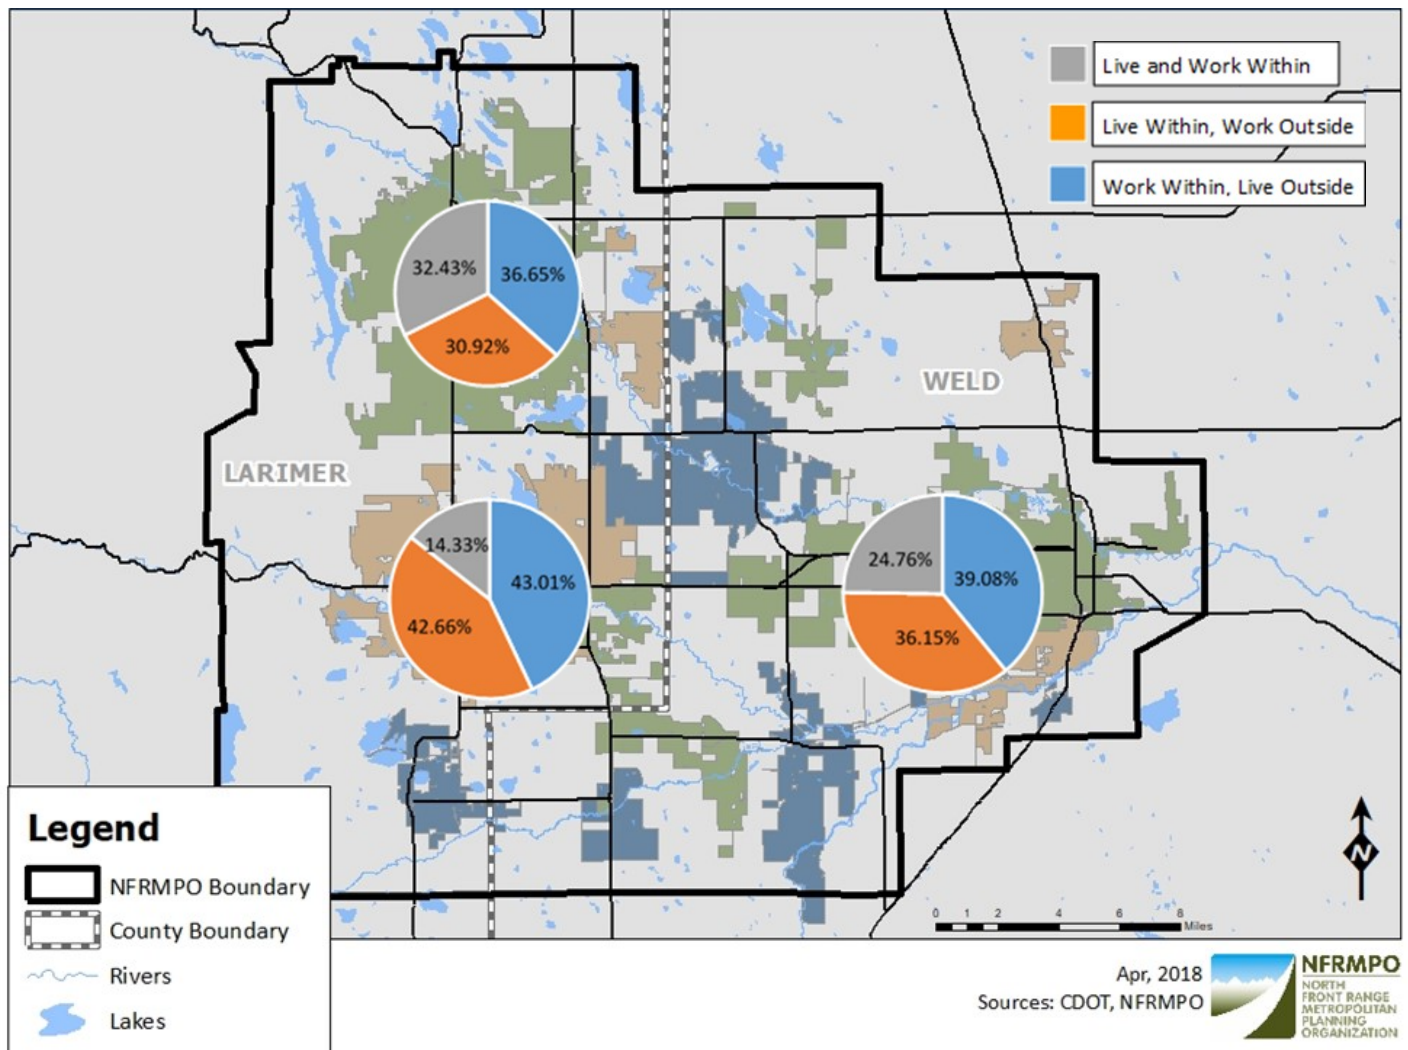 Live and Work Within
Live Within, Work Outside
Work Within, Live Outside
32.43%
36.65%
30.92%
WELD
LARIMER
14.33%
43.01%
42.66%
24.76%
39.08%
36.15%
Legend
NFRMPO Boundary
County Boundary
Rivers
Lakes
N
0 1 2 4 6 8
Miles
Apr, 2018
Sources: CDOT, NFRMPO
NFRMPO
NORTH
FRONT RANGE
METROPOLITAN
PLANNING
ORGANIZATION